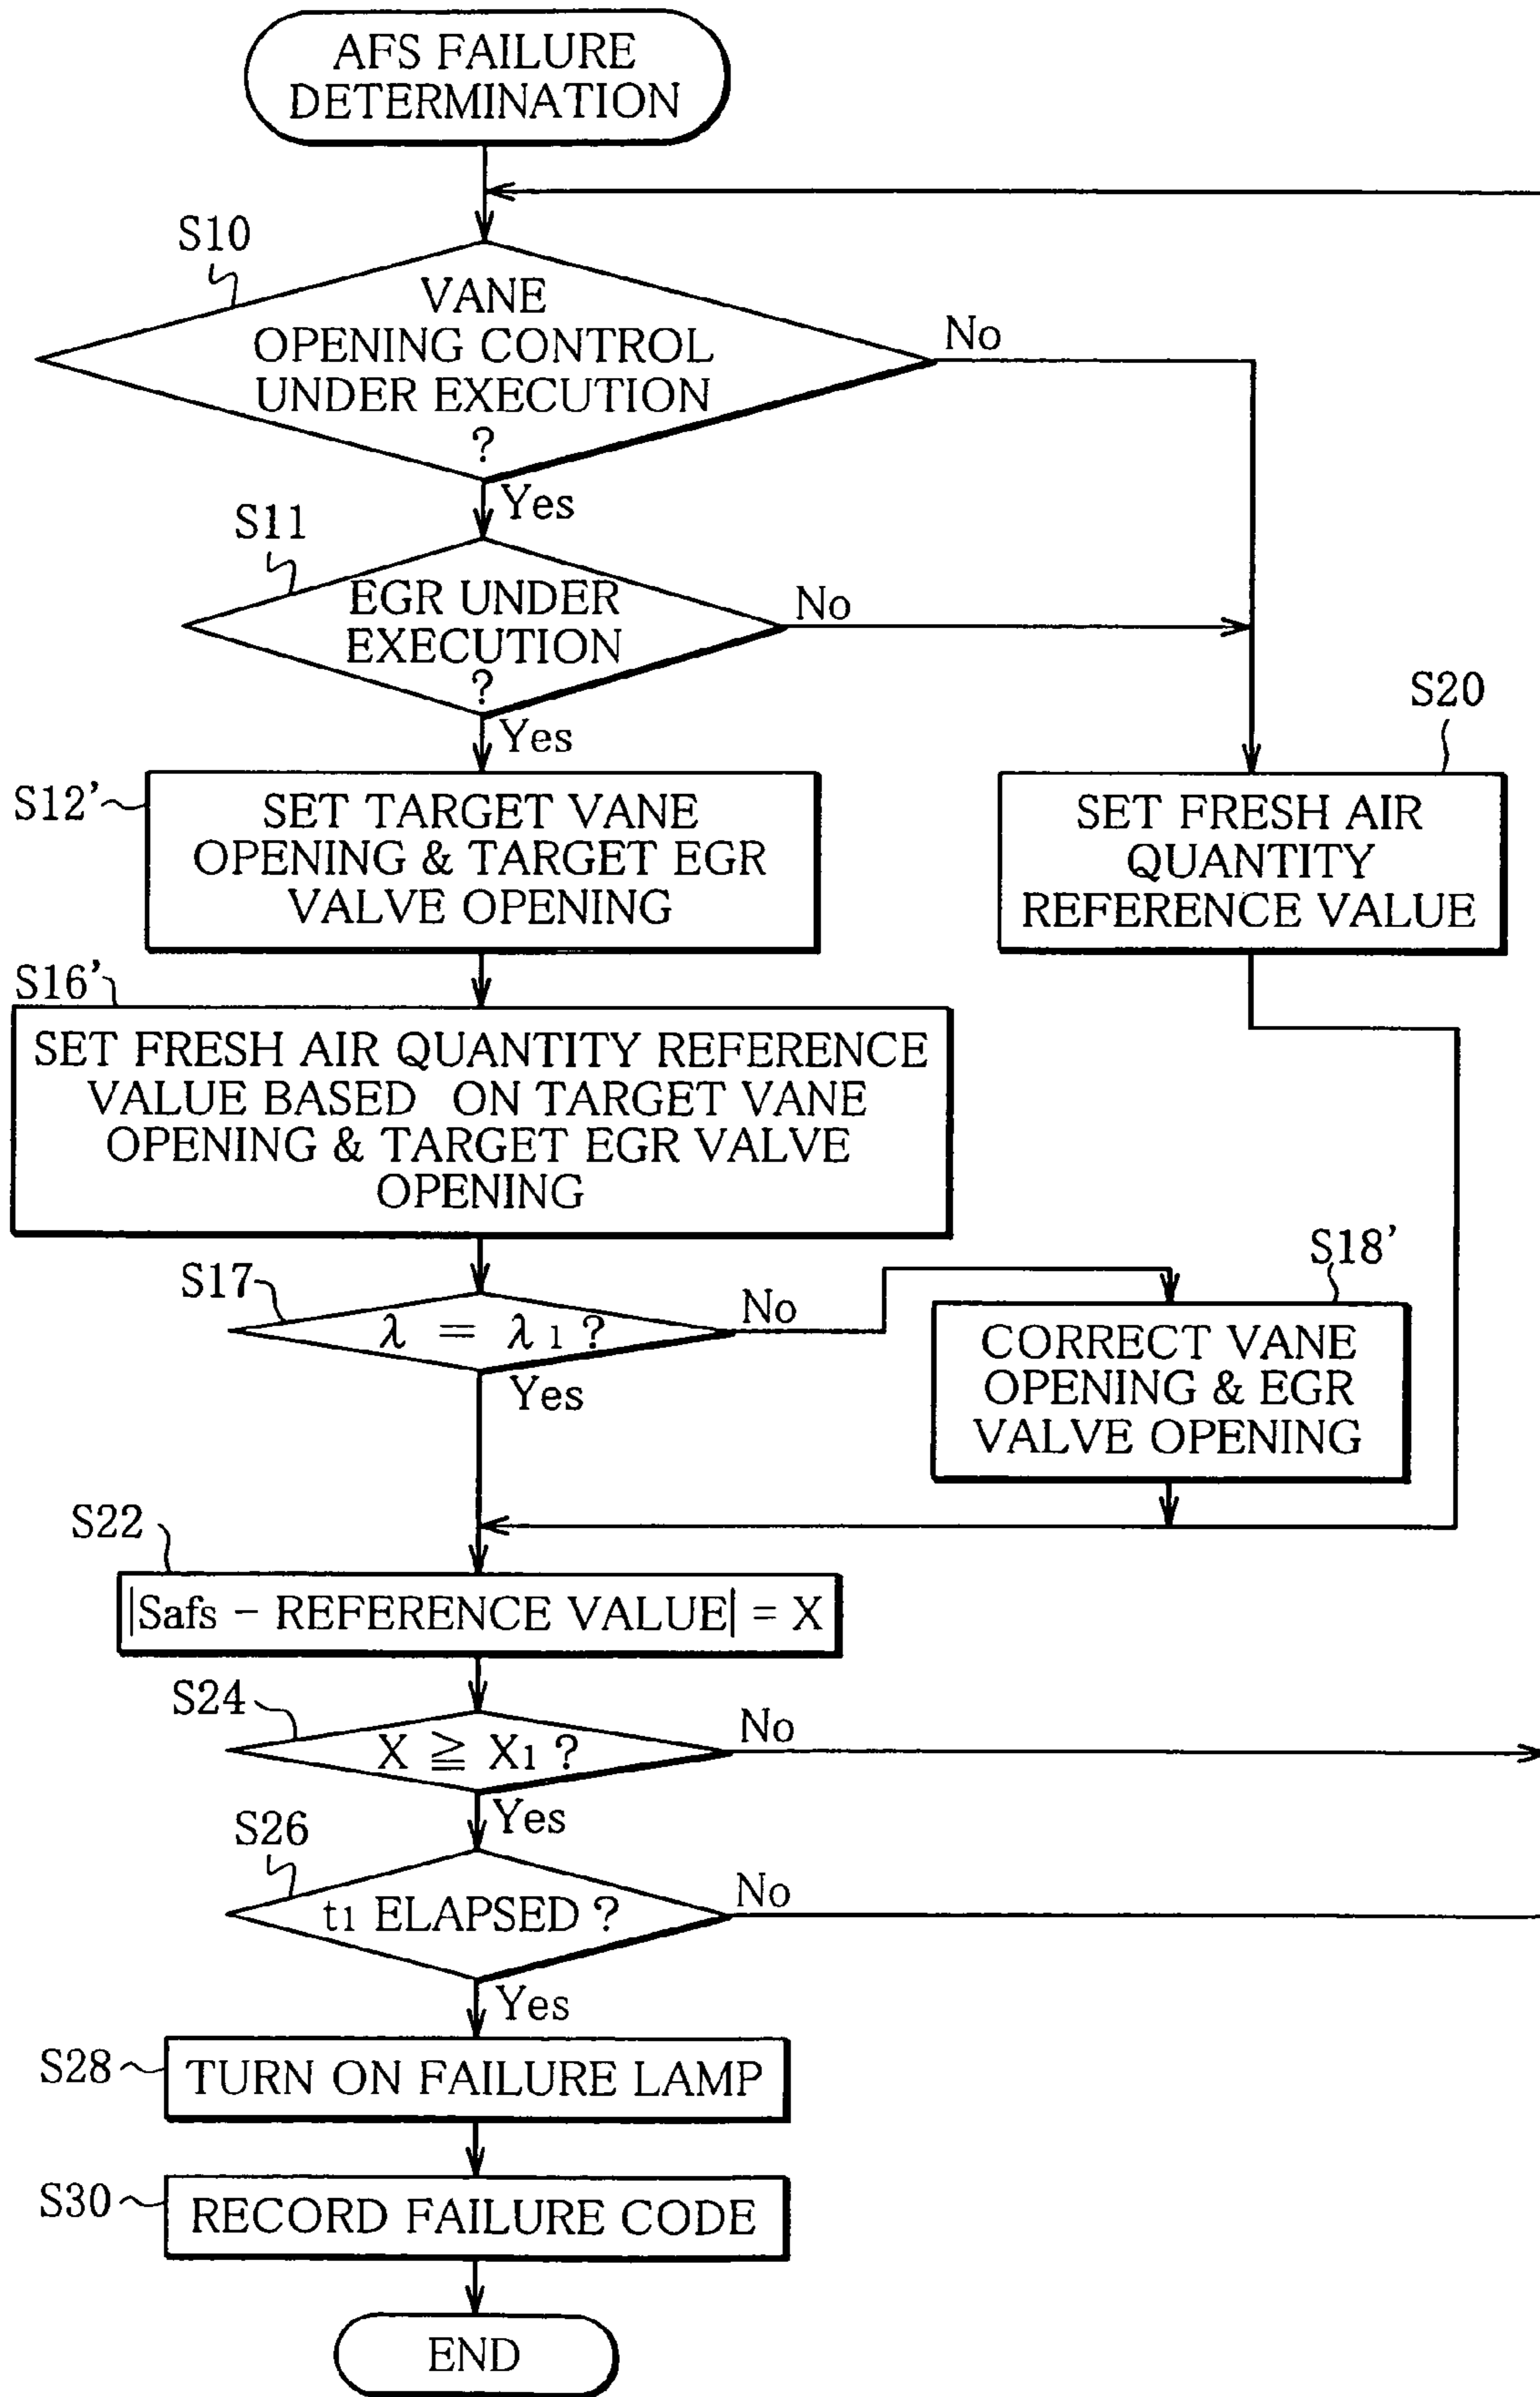 AFS FAILURE
DETERMINATION
S10
VANE
OPENING CONTROL
UNDER EXECUTION
?
No
Yes
S11
EGR UNDER
EXECUTION
?
No
Yes
S12'
SET TARGET VANE
OPENING & TARGET EGR
VALVE OPENING
S20
SET FRESH AIR
QUANTITY
REFERENCE VALUE
S16'
SET FRESH AIR QUANTITY REFERENCE
VALUE BASED ON TARGET VANE
OPENING & TARGET EGR VALVE
OPENING
S17
λ = λ1 ?
No
Yes
S18'
CORRECT VANE
OPENING & EGR
VALVE OPENING
S22
|Safs - REFERENCE VALUE| = X
S24
X ≧ X1 ?
No
Yes
S26
t1 ELAPSED ?
No
Yes
S28
TURN ON FAILURE LAMP
S30
RECORD FAILURE CODE
END